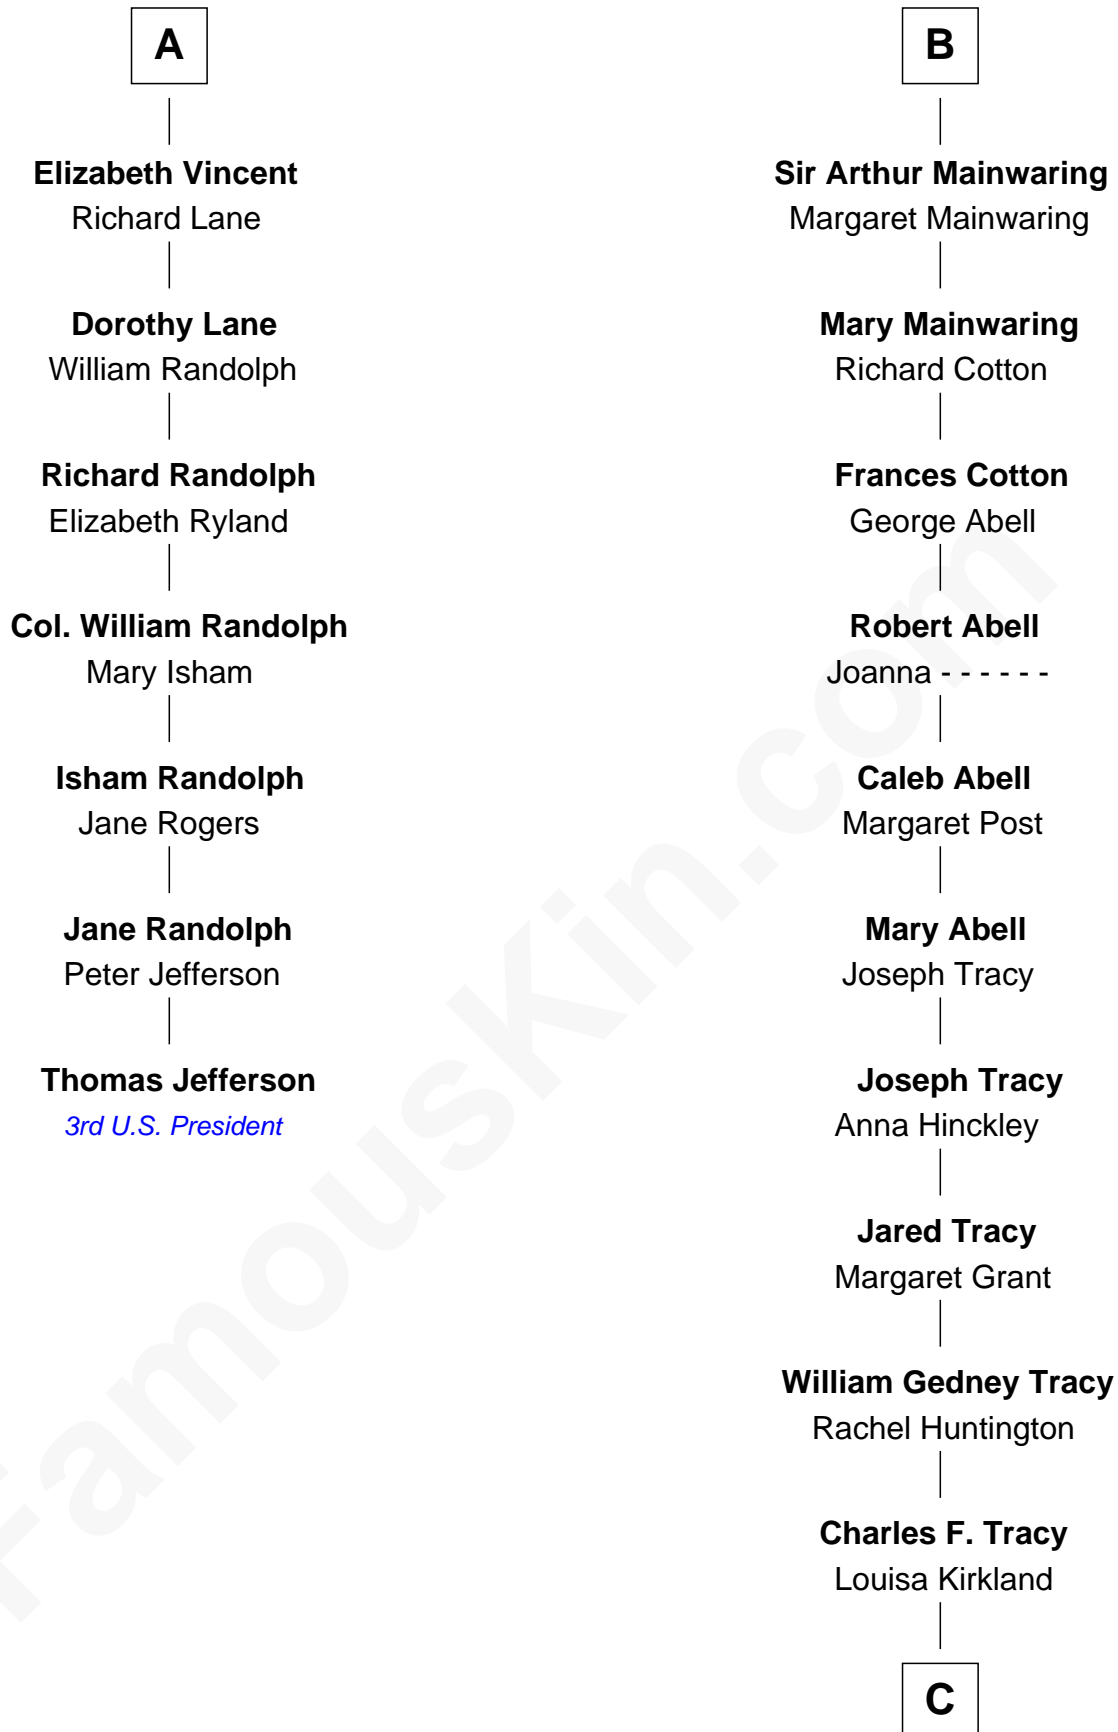 A
Elizabeth Vincent
Richard Lane
Dorothy Lane
William Randolph
Richard Randolph
Elizabeth Ryland
Col. William Randolph
Mary Isham
Isham Randolph
Jane Rogers
Jane Randolph
Peter Jefferson
Thomas Jefferson
3rd U.S. President
B
Sir Arthur Mainwaring
Margaret Mainwaring
Mary Mainwaring
Richard Cotton
Frances Cotton
George Abell
Robert Abell
Joanna - - - - - -
Caleb Abell
Margaret Post
Mary Abell
Joseph Tracy
Joseph Tracy
Anna Hinckley
Jared Tracy
Margaret Grant
William Gedney Tracy
Rachel Huntington
Charles F. Tracy
Louisa Kirkland
C
FamousKin.com